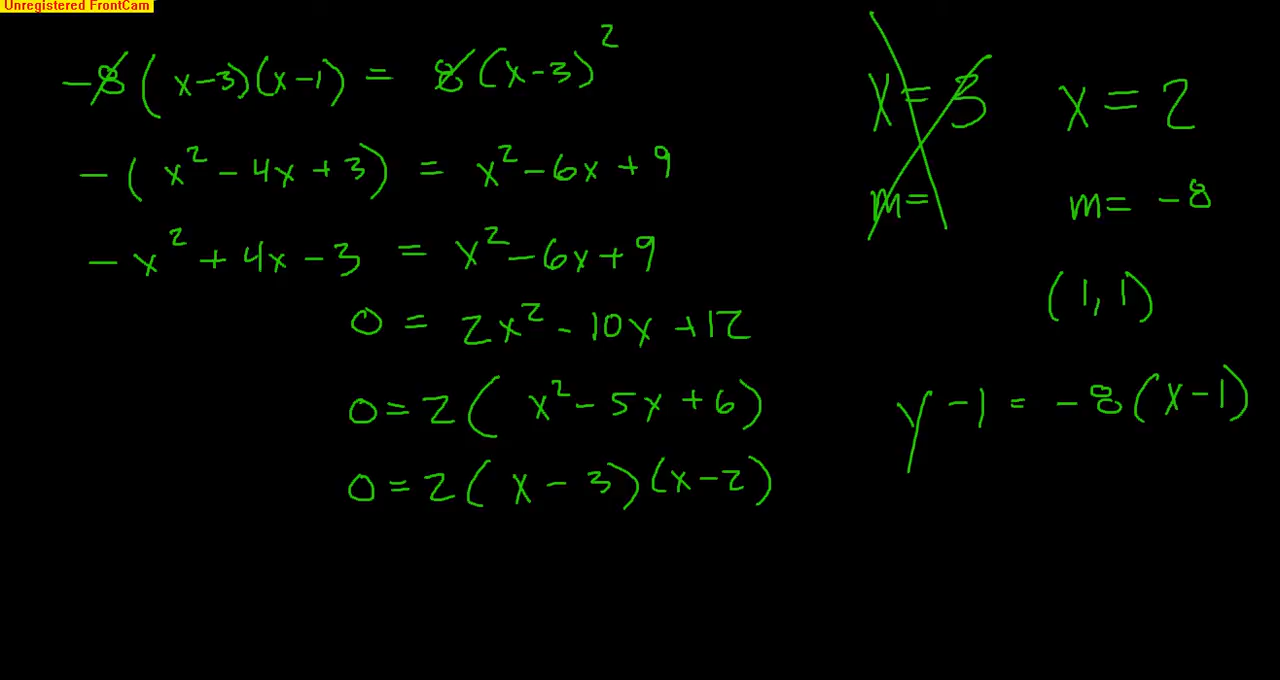 Unregistered FrontCam
-8(x-3)(x-1) = 8(x-3)²
-(x²-4x+3) = x²-6x+9
-x²+4x-3 = x²-6x+9
0 = 2x²-10x+12
0=2(x²-5x+6)
0=2(x-3)(x-2)
x=3
m=
x=2
m=-8
(1,1)
y-1=-8(x-1)